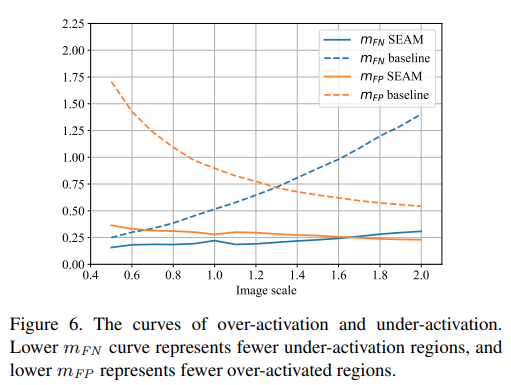 2.25
2.00
1.75
1.50
1.25
1.00
0.75
0.50
0.25
0.00
m_FN SEAM
m_FN baseline
m_FP SEAM
m_FP baseline
0.4 0.6 0.8 1.0 1.2 1.4 1.6 1.8 2.0
Image scale
Figure 6. The curves of over-activation and under-activation.
Lower m_FN curve represents fewer under-activation regions, and
lower m_FP represents fewer over-activated regions.